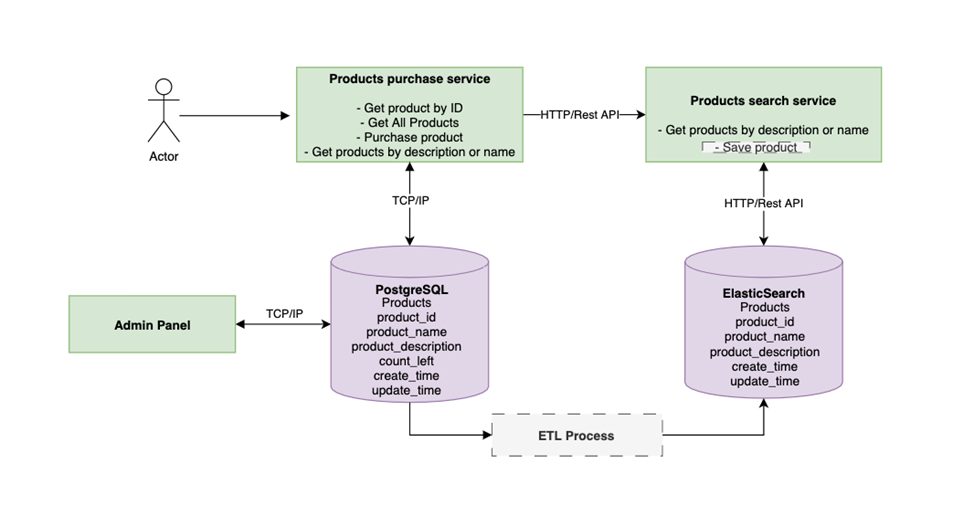 Products purchase service
- Get product by ID
- Get All Products
- Purchase product
- Get products by description or name
HTTP/Rest API
Products search service
- Get products by description or name
- Save product
Actor
TCP/IP
HTTP/Rest API
Admin Panel
TCP/IP
PostgreSQL
Products
product_id
product_name
product_description
count_left
create_time
update_time
ElasticSearch
Products
product_id
product_name
product_description
create_time
update_time
ETL Process